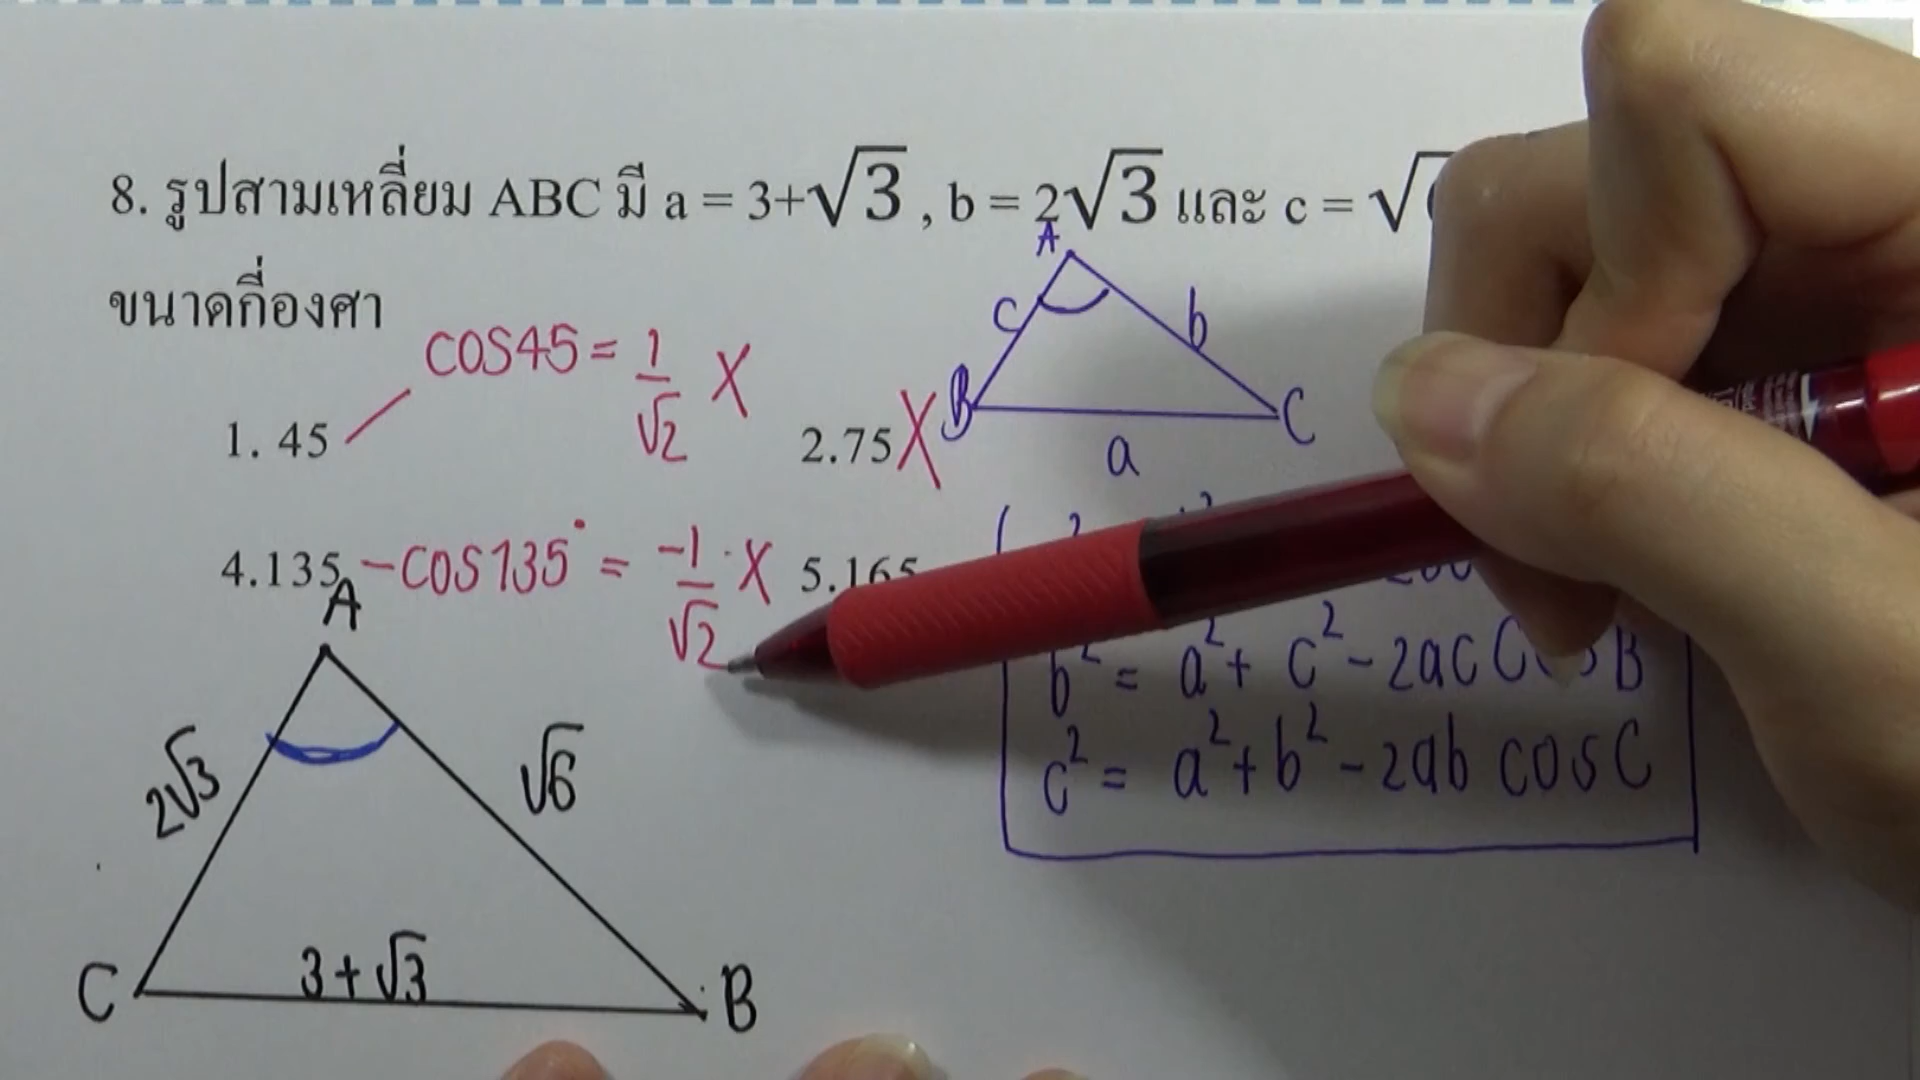 8. รูปสามเหลี่ยม ABC มี a = 3+√3 , b = 2√3 และ c = √
ขนาดกี่องศา
cos45 = 1/√2 X
1. 45
2.75 X
A
c
b
B
C
a
4.135 -cos135° = -1/√2 X
5.165
b² = a² + c² - 2ac Cos B
c² = a² + b² - 2ab cos C
A
2√3
√6
3+√3
C
B